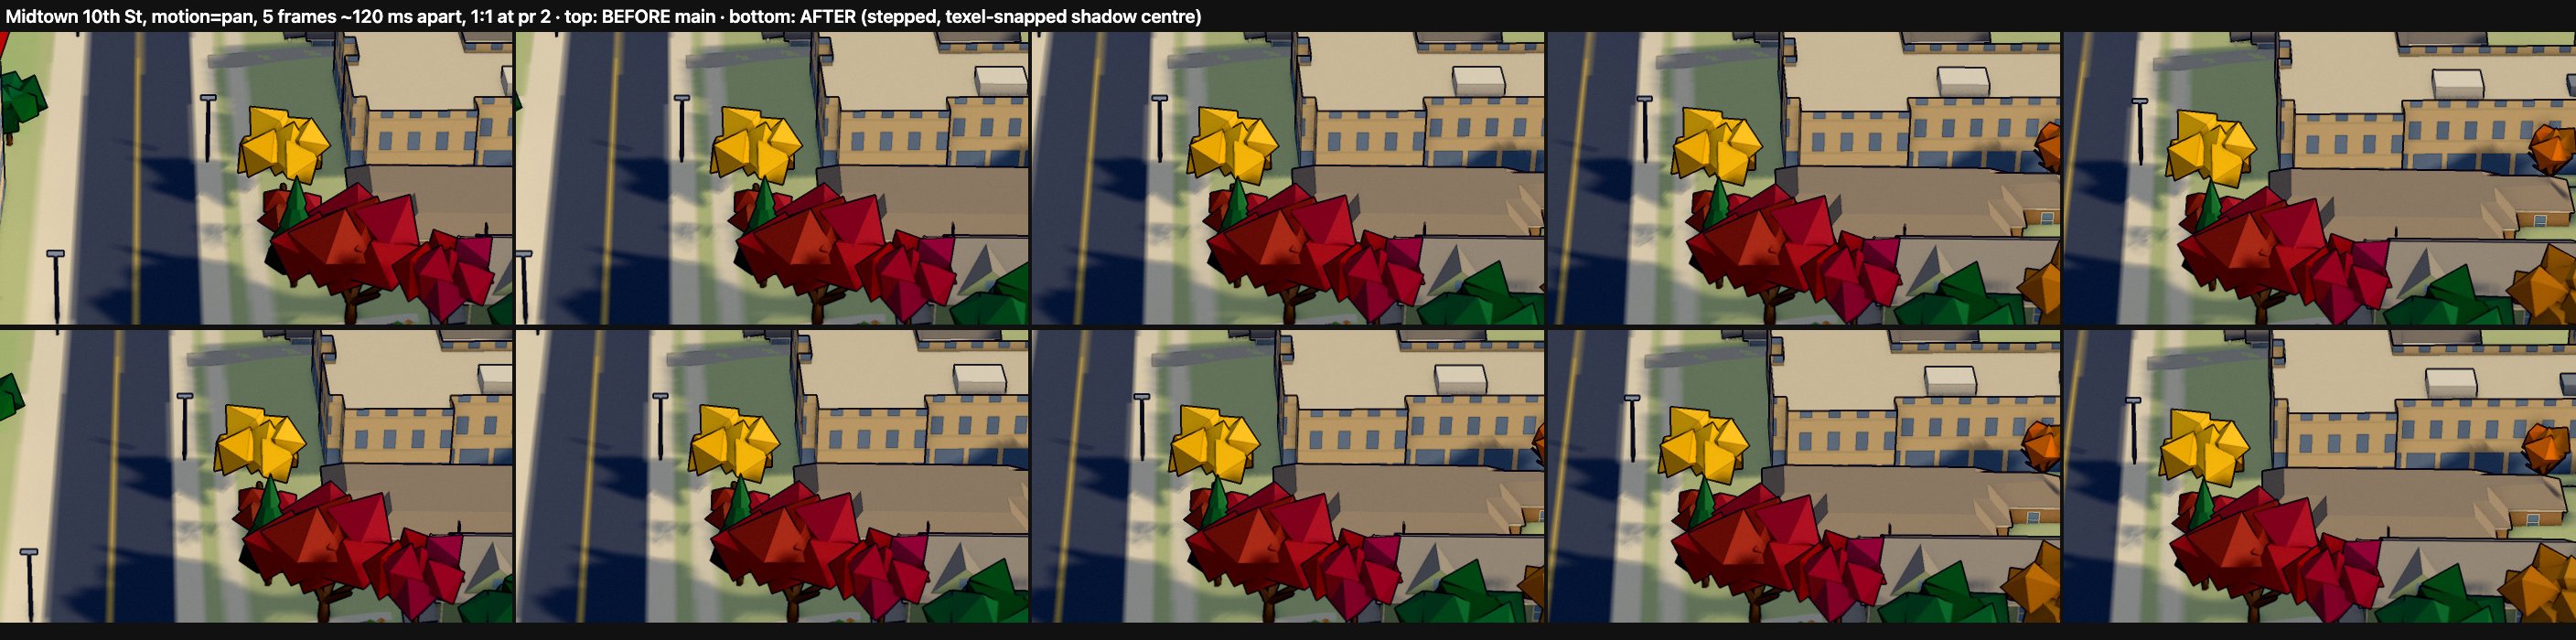 Midtown 10th St, motion=pan, 5 frames ~120 ms apart, 1:1 at pr 2 · top: BEFORE main · bottom: AFTER (stepped, texel-snapped shadow centre)